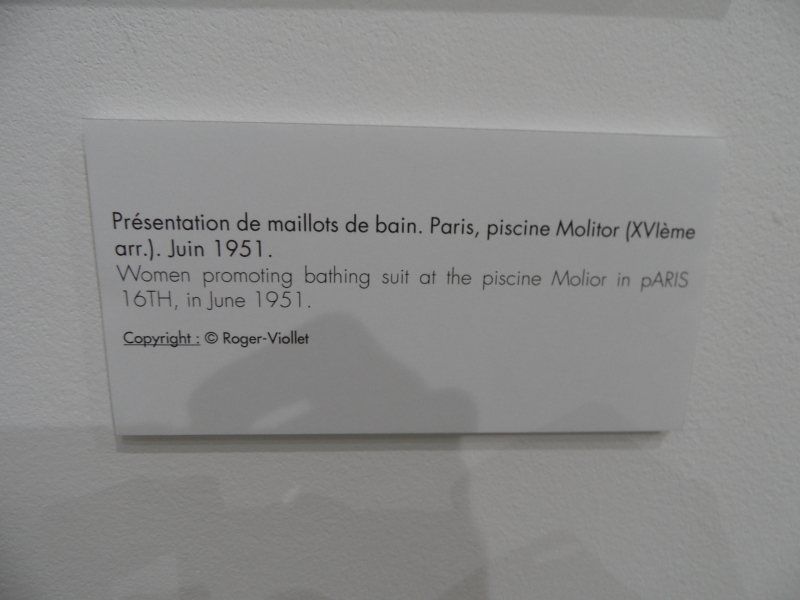 Présentation de maillots de bain. Paris, piscine Molitor (XVIème
arr.). Juin 1951.
Women promoting bathing suit at the piscine Molior in pARIS
16TH, in June 1951.
Copyright : © Roger-Viollet